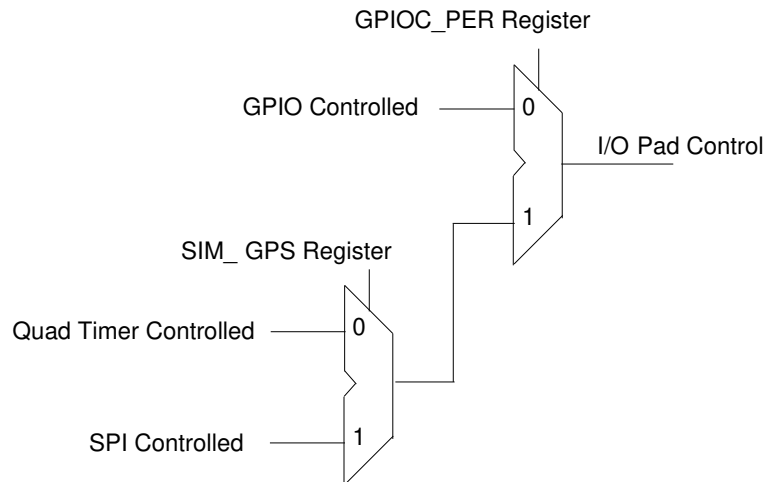 GPIOC_PER Register
GPIO Controlled
0
I/O Pad Control
1
SIM_ GPS Register
Quad Timer Controlled
0
SPI Controlled
1